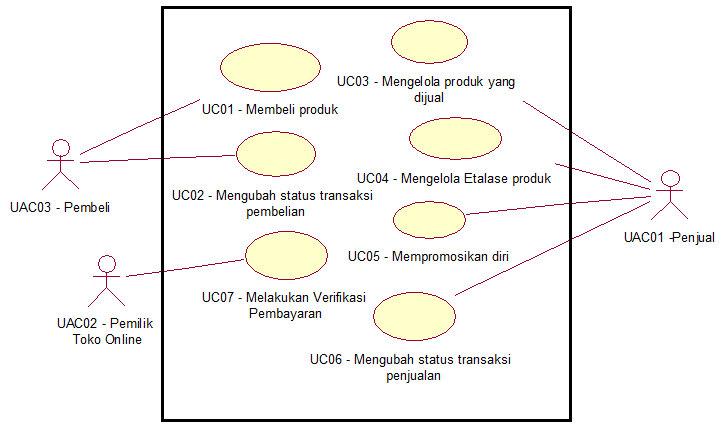 UC03 - Mengelola produk yang
dijual
UC01 - Membeli produk
UC04 - Mengelola Etalase produk
UC02 - Mengubah status transaksi
pembelian
UAC03 - Pembeli
UAC01 -Penjual
UC05 - Mempromosikan diri
UC07 - Melakukan Verifikasi
Pembayaran
UAC02 - Pemilik
Toko Online
UC06 - Mengubah status transaksi
penjualan